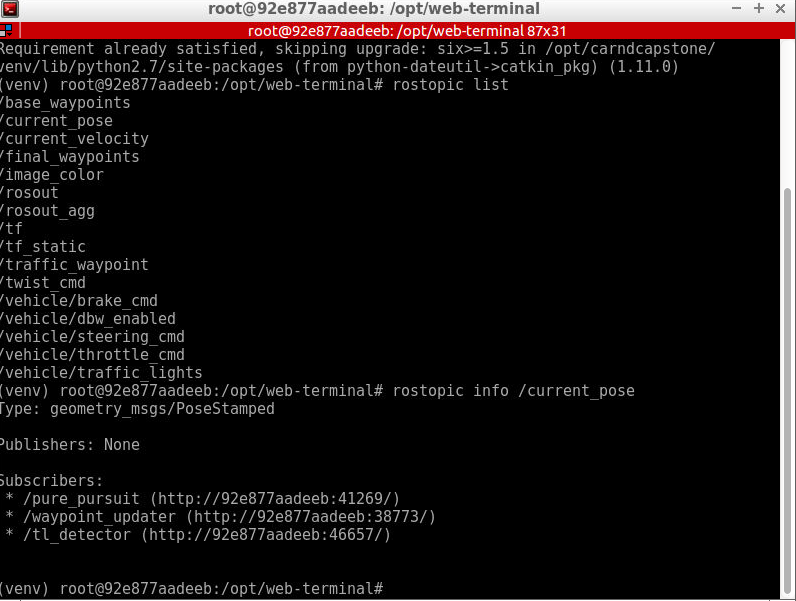 root@92e877aadeeb: /opt/web-terminal
root@92e877aadeeb: /opt/web-terminal 87x31
Requirement already satisfied, skipping upgrade: six>=1.5 in /opt/carndcapstone/
venv/lib/python2.7/site-packages (from python-dateutil->catkin_pkg) (1.11.0)
(venv) root@92e877aadeeb:/opt/web-terminal# rostopic list
/base_waypoints
/current_pose
/current_velocity
/final_waypoints
/image_color
/rosout
/rosout_agg
/tf
/tf_static
/traffic_waypoint
/twist_cmd
/vehicle/brake_cmd
/vehicle/dbw_enabled
/vehicle/steering_cmd
/vehicle/throttle_cmd
/vehicle/traffic_lights
(venv) root@92e877aadeeb:/opt/web-terminal# rostopic info /current_pose
Type: geometry_msgs/PoseStamped
Publishers: None
Subscribers:
* /pure_pursuit (http://92e877aadeeb:41269/)
* /waypoint_updater (http://92e877aadeeb:38773/)
* /tl_detector (http://92e877aadeeb:46657/)
(venv) root@92e877aadeeb:/opt/web-terminal#